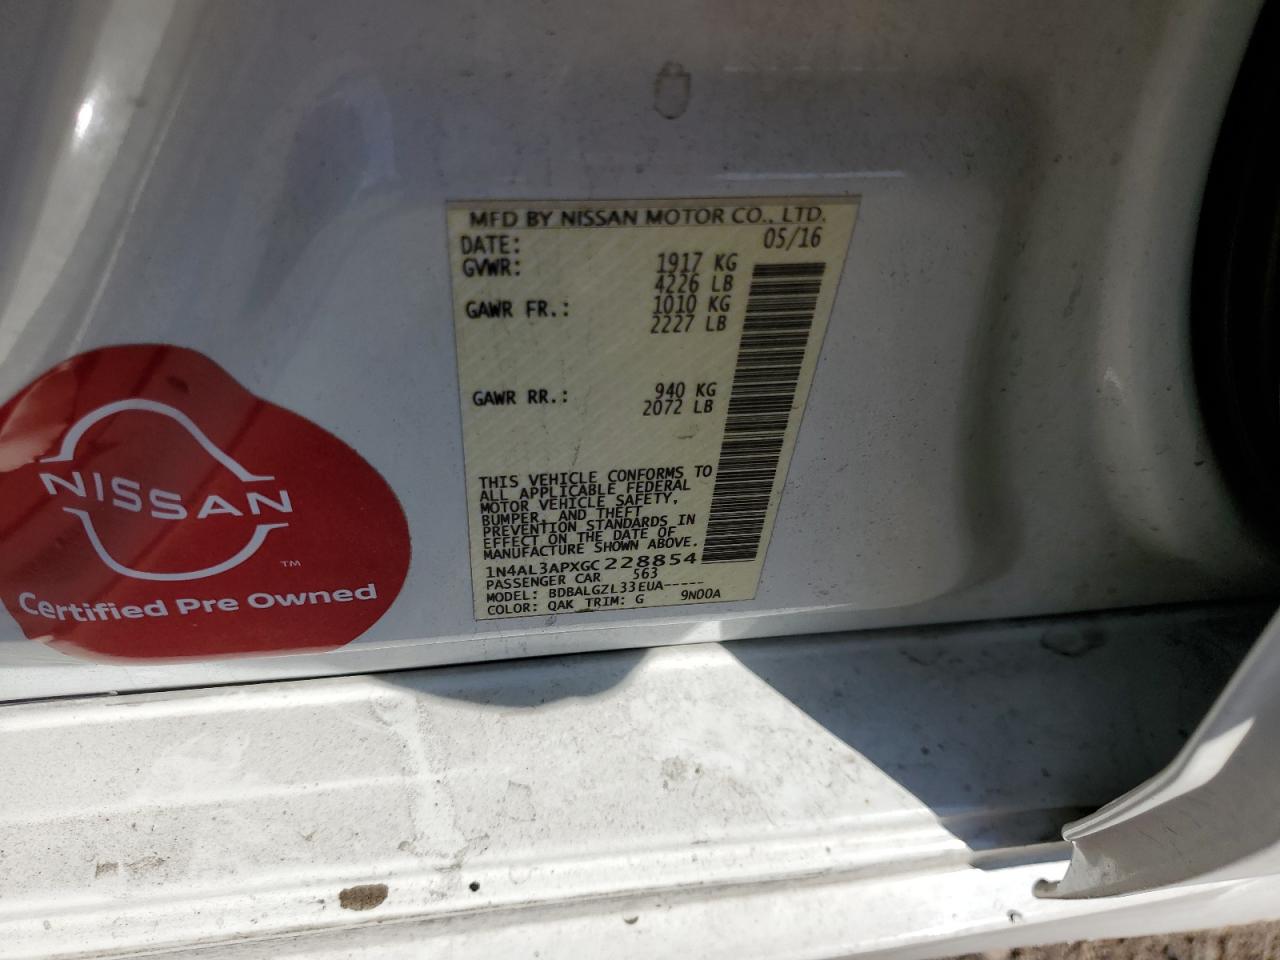 MFD BY NISSAN MOTOR CO., LTD.
DATE: 05/16
GVWR: 1917 KG
4226 LB
GAWR FR.: 1010 KG
2227 LB
GAWR RR.: 940 KG
2072 LB
THIS VEHICLE CONFORMS TO
ALL APPLICABLE FEDERAL
MOTOR VEHICLE SAFETY,
BUMPER, AND THEFT
PREVENTION STANDARDS IN
EFFECT ON THE DATE OF
MANUFACTURE SHOWN ABOVE.
1N4AL3APXGC228854
PASSENGER CAR 563
MODEL: BDBALGZL33EUA-----
COLOR: QAK TRIM: G 9N00A
NISSAN
TM
Certified Pre Owned